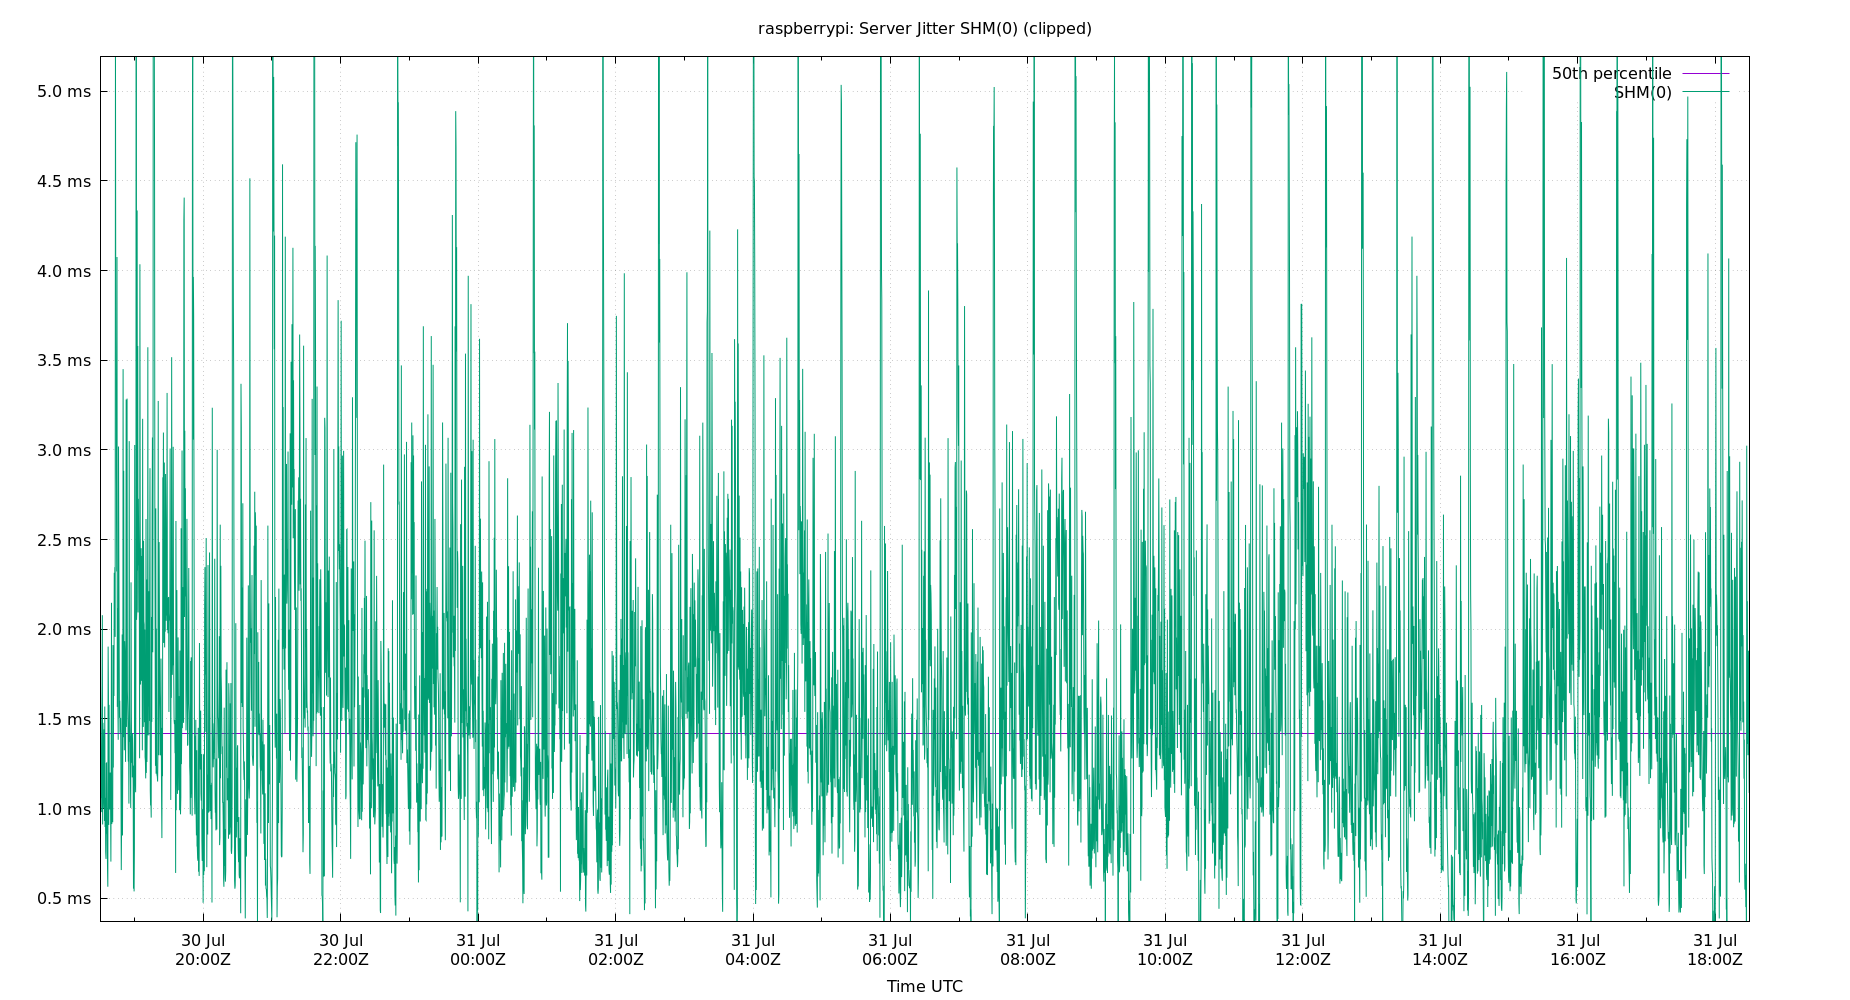 raspberrypi: Server Jitter SHM(0) (clipped)
50th percentile
SHM(0)
5.0 ms
4.5 ms
4.0 ms
3.5 ms
3.0 ms
2.5 ms
2.0 ms
1.5 ms
1.0 ms
0.5 ms
30 Jul 30 Jul 31 Jul 31 Jul 31 Jul 31 Jul 31 Jul 31 Jul 31 Jul 31 Jul 31 Jul 31 Jul
20:00Z 22:00Z 00:00Z 02:00Z 04:00Z 06:00Z 08:00Z 10:00Z 12:00Z 14:00Z 16:00Z 18:00Z
Time UTC